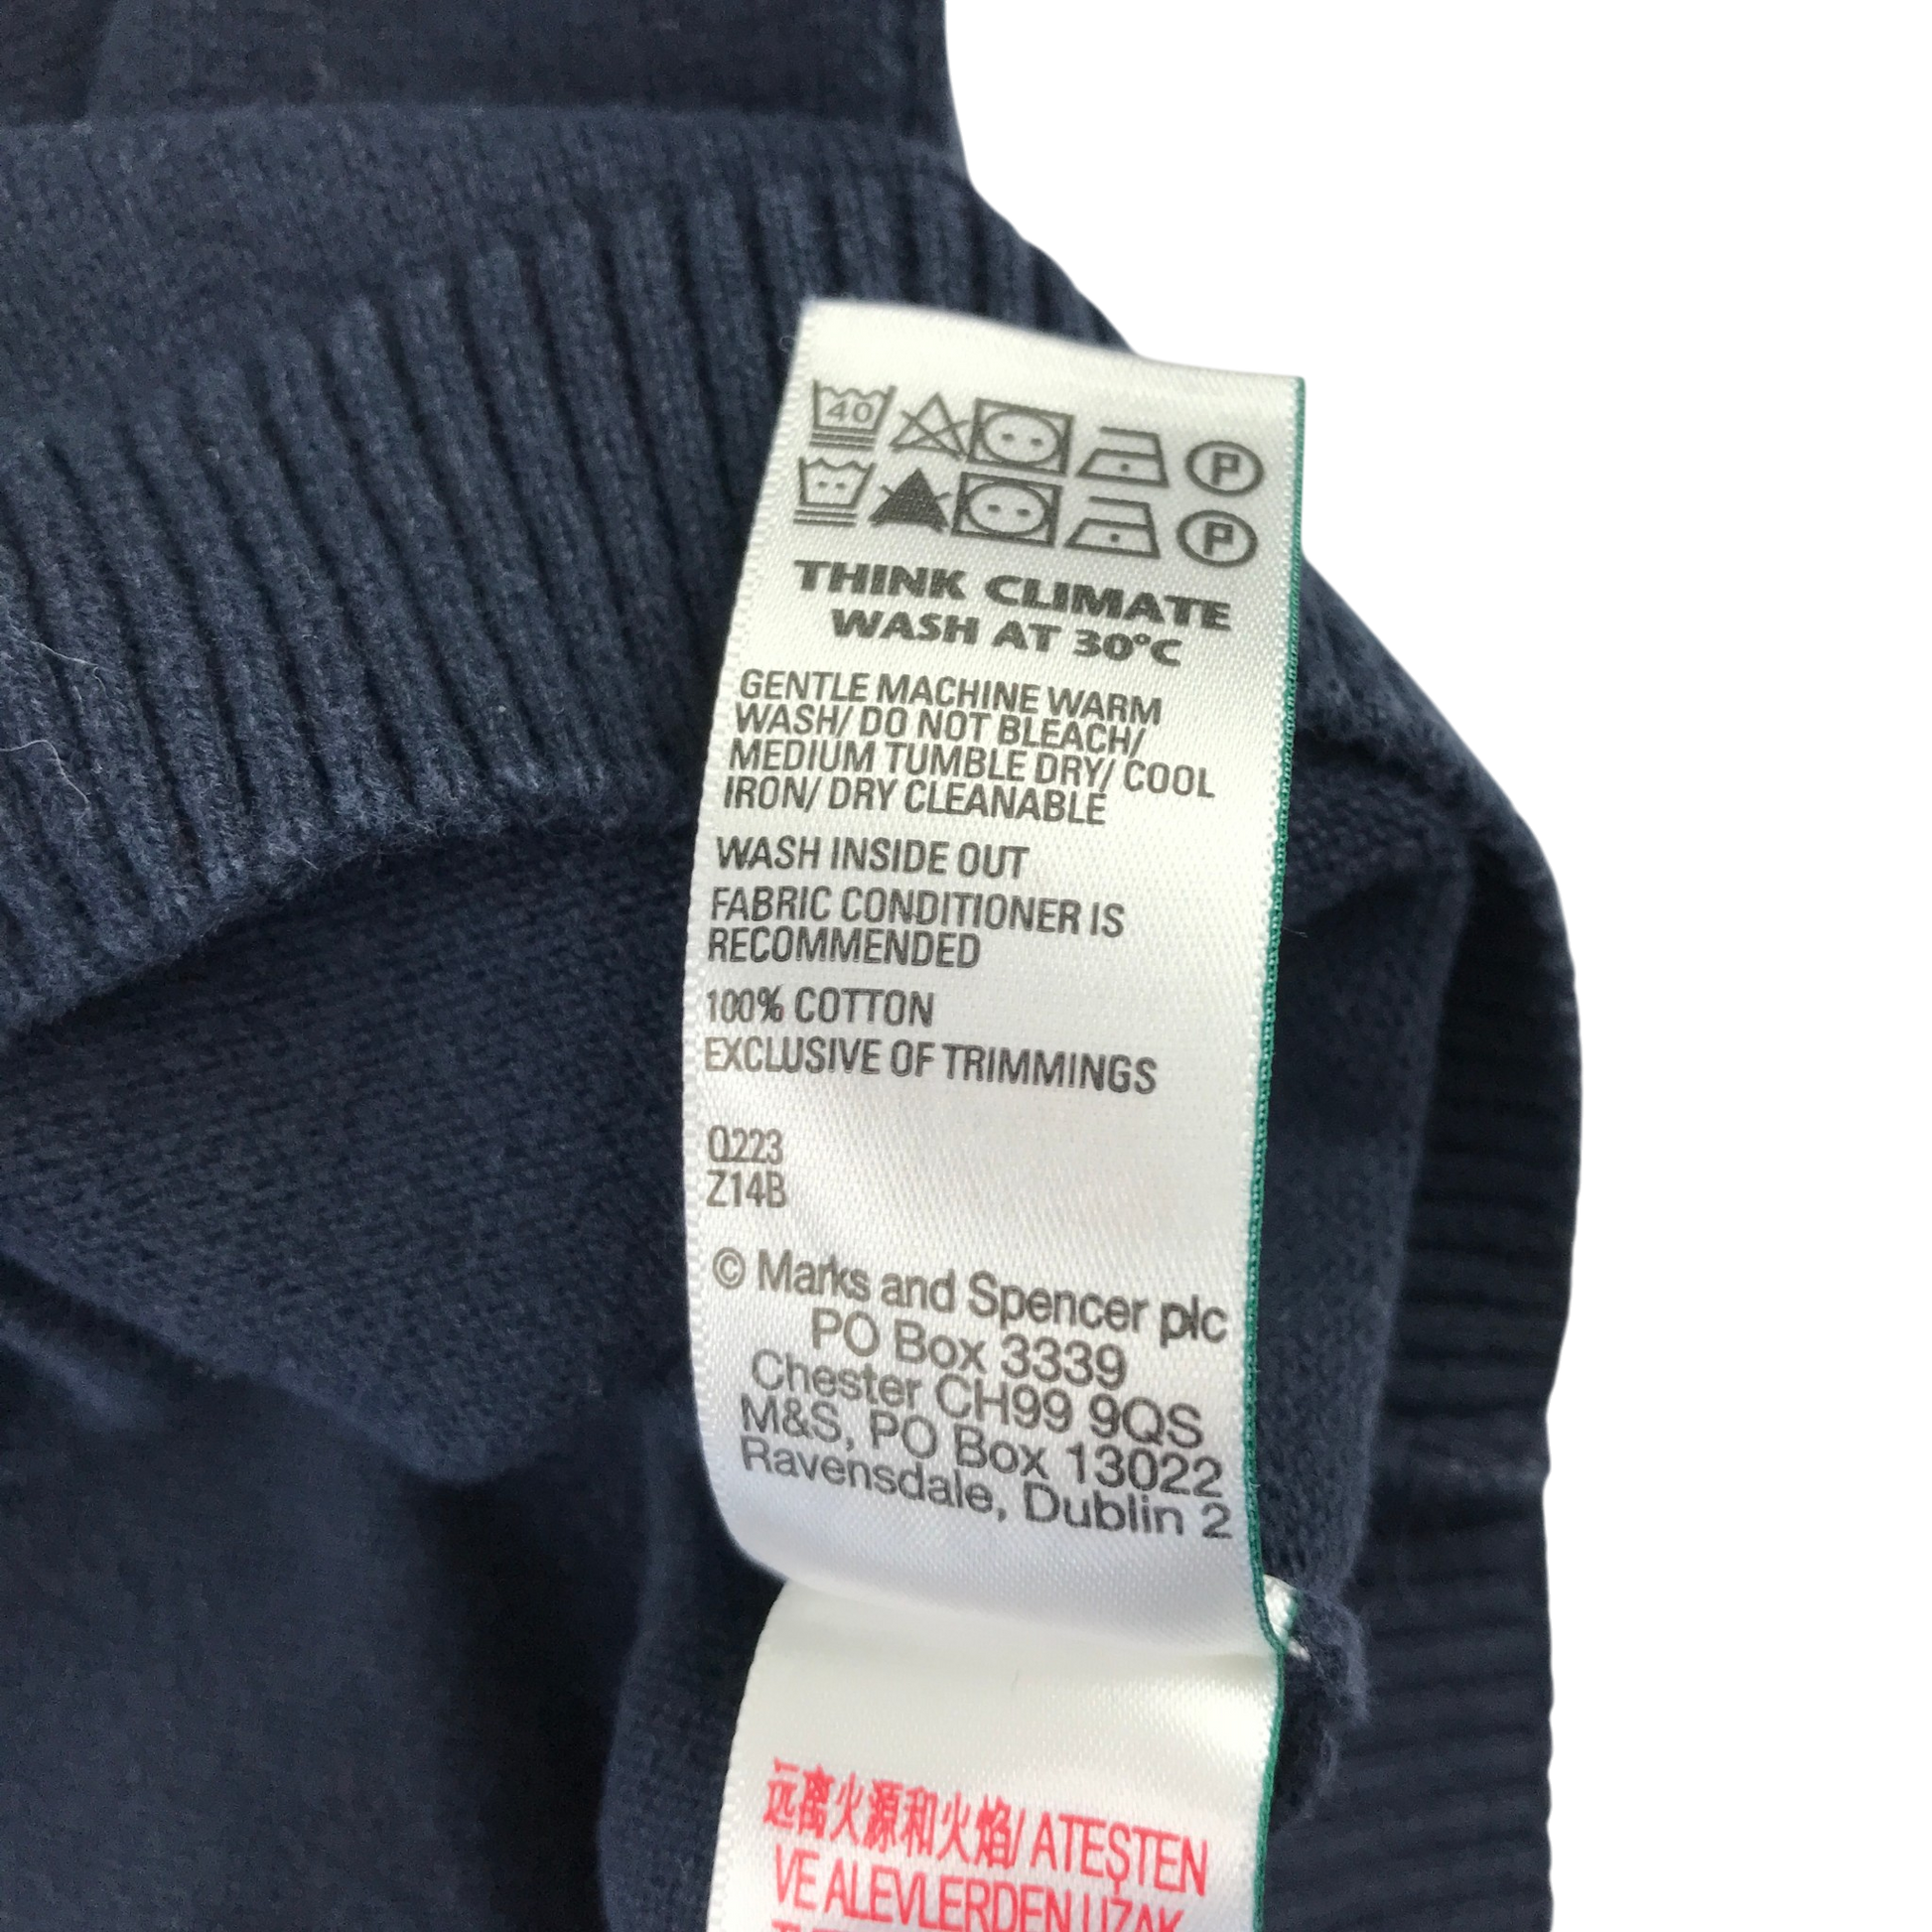 40 P
P
THINK CLIMATE
WASH AT 30°C
GENTLE MACHINE WARM
WASH/ DO NOT BLEACH/
MEDIUM TUMBLE DRY/ COOL
IRON/ DRY CLEANABLE
WASH INSIDE OUT
FABRIC CONDITIONER IS
RECOMMENDED
100% COTTON
EXCLUSIVE OF TRIMMINGS
Q223
Z14B
© Marks and Spencer plc
PO Box 3339
Chester CH99 9QS
M&S, PO Box 13022
Ravensdale, Dublin 2
远离火源和火焰/ ATEŞTEN
VE ALEVLERDEN UZAK